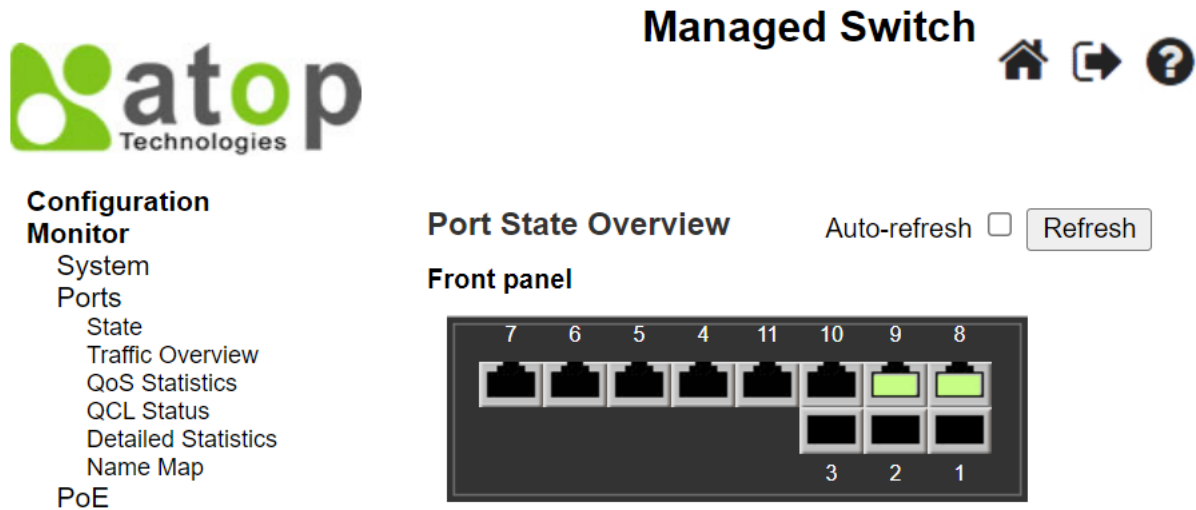 Managed Switch
atop
Technologies
Configuration
Monitor
System
Ports
State
Traffic Overview
QoS Statistics
QCL Status
Detailed Statistics
Name Map
PoE
Port State Overview
Auto-refresh
Refresh
Front panel
7 6 5 4 11 10 9 8
3 2 1